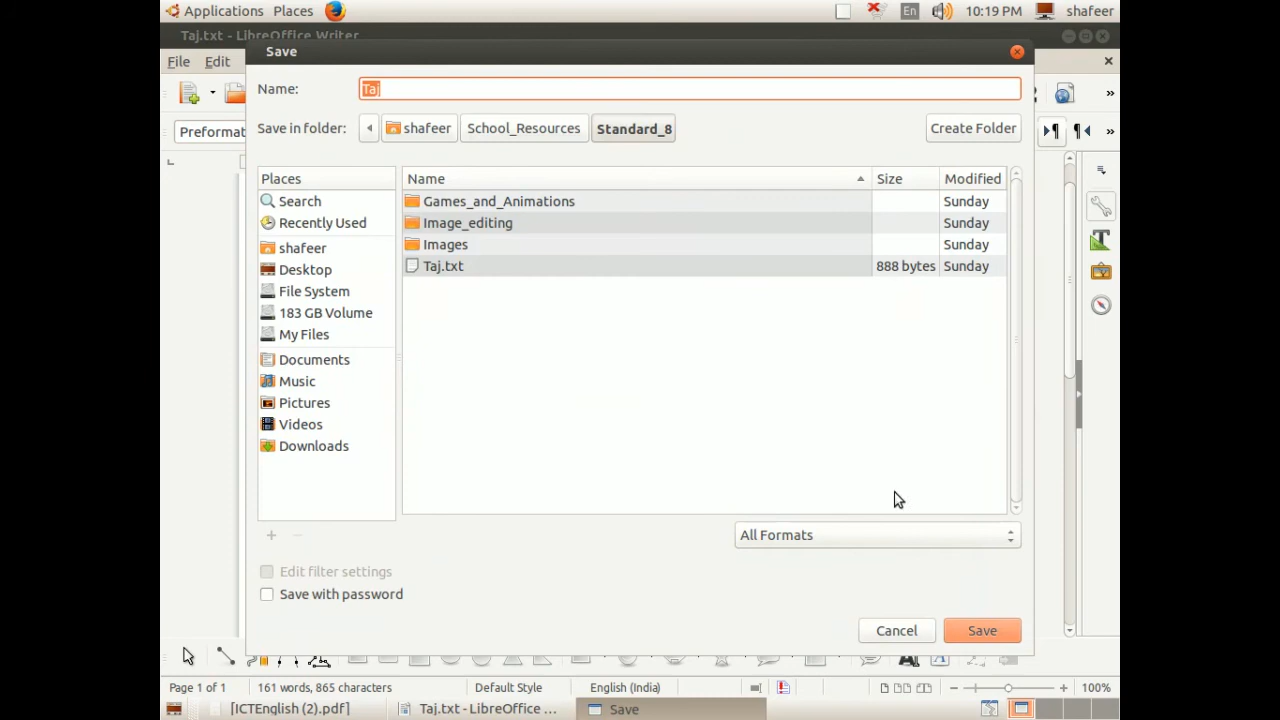 Applications Places En 10:19 PM shafeer
Taj.txt - LibreOffice Writer
Save
File Edit
Name: Taj
Save in folder: shafeer School_Resources Standard_8 Create Folder
Preformat
Places Name Size Modified
Search Games_and_Animations Sunday
Recently Used Image_editing Sunday
shafeer Images Sunday
Desktop Taj.txt 888 bytes Sunday
File System
183 GB Volume
My Files
Documents
Music
Pictures
Videos
Downloads
All Formats
Edit filter settings
Save with password
Cancel Save
Page 1 of 1 161 words, 865 characters Default Style English (India) 100%
[ICTEnglish (2).pdf] Taj.txt - LibreOffice ... Save